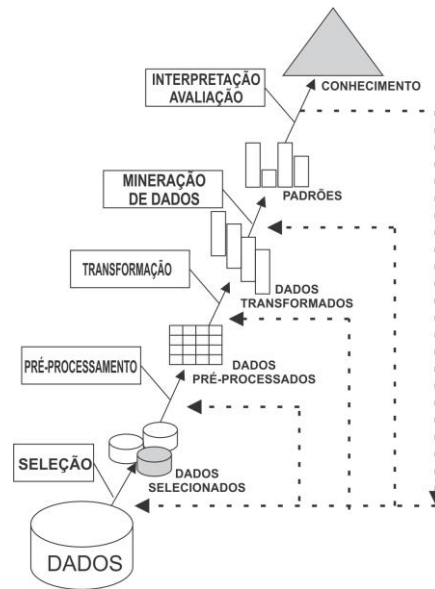 INTERPRETAÇÃO
AVALIAÇÃO
CONHECIMENTO
MINERAÇÃO
DE DADOS
PADRÕES
TRANSFORMAÇÃO
DADOS
TRANSFORMADOS
PRÉ-PROCESSAMENTO
DADOS
PRÉ-PROCESSADOS
SELEÇÃO
DADOS
SELECIONADOS
DADOS